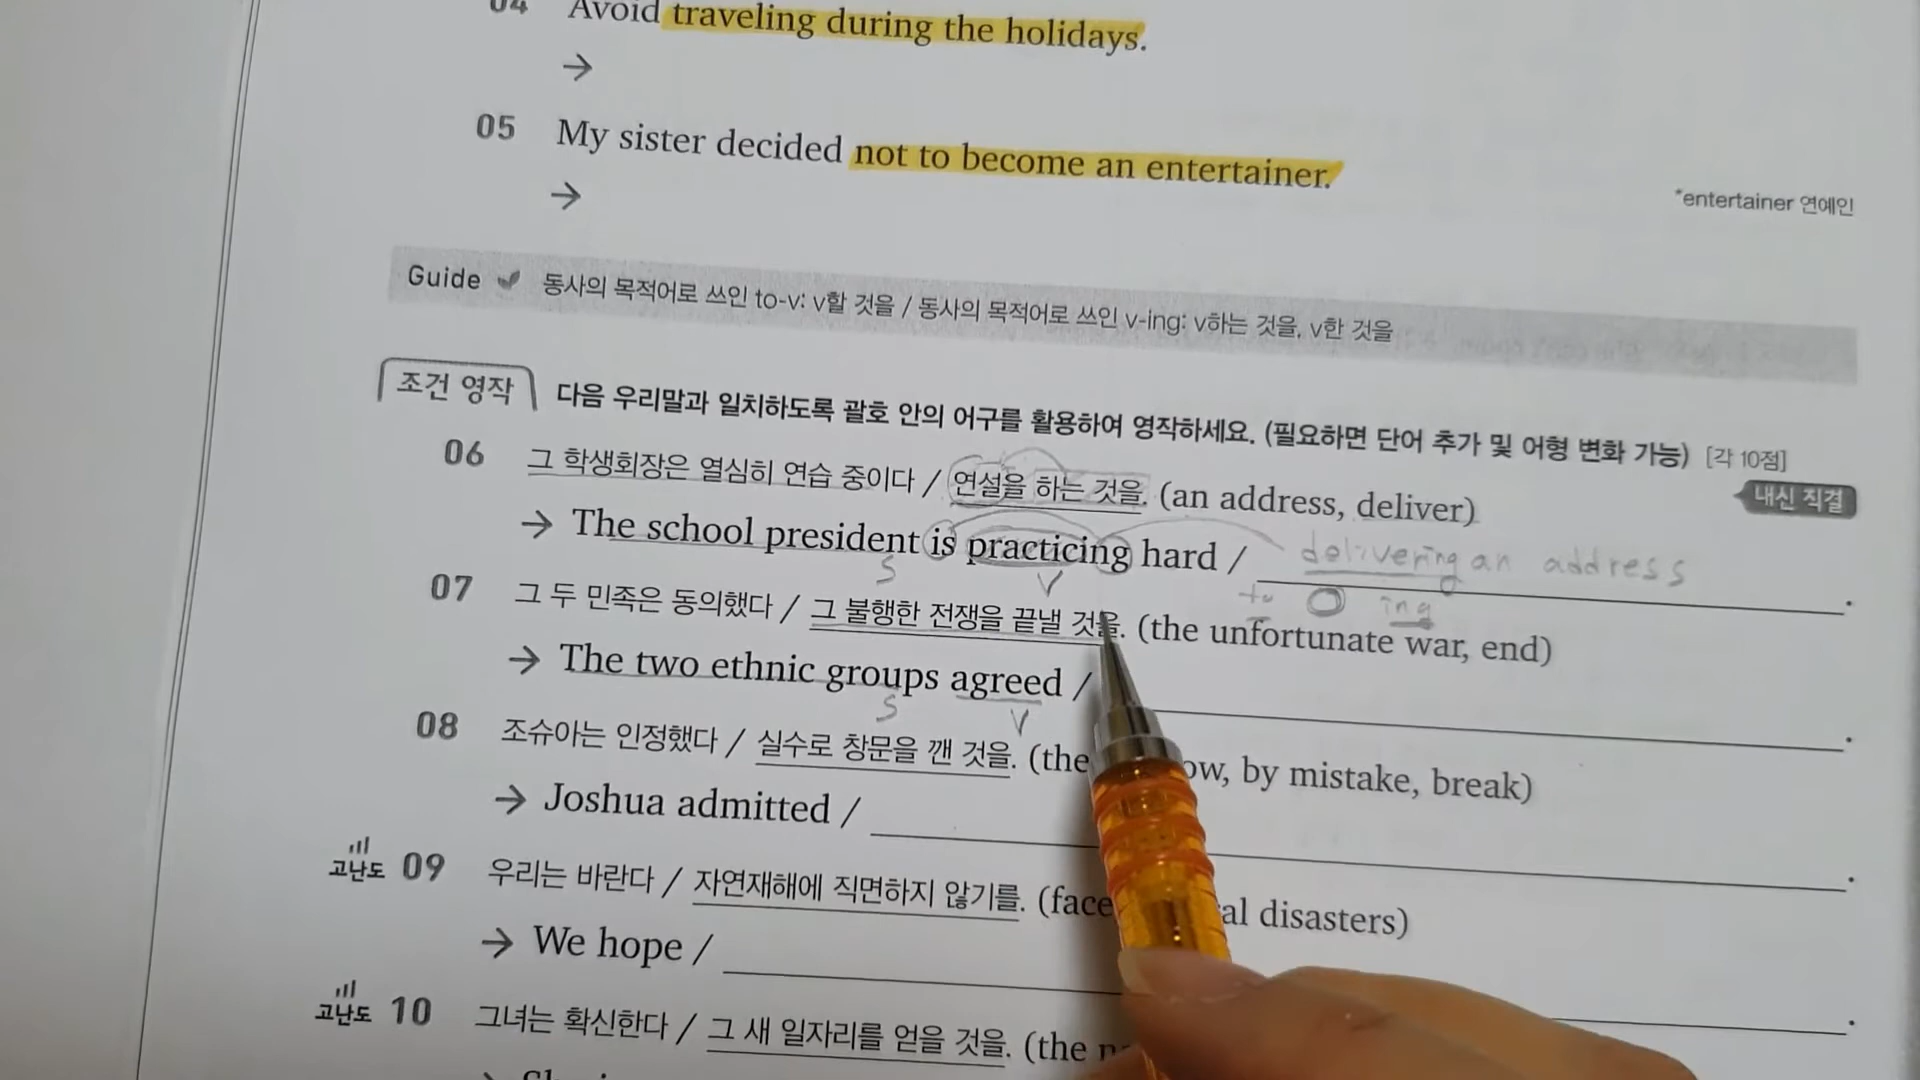 04 Avoid traveling during the holidays.
→
05 My sister decided not to become an entertainer.
→
*entertainer 연예인
Guide 동사의 목적어로 쓰인 to-v: v할 것을 / 동사의 목적어로 쓰인 v-ing: v하는 것을, v한 것을
조건 영작 다음 우리말과 일치하도록 괄호 안의 어구를 활용하여 영작하세요. (필요하면 단어 추가 및 어형 변화 가능) [각 10점]
내신 직결
06 그 학생회장은 열심히 연습 중이다 / 연설을 하는 것을. (an address, deliver)
→ The school president is practicing hard / delivering an address .
S V to O ing
07 그 두 민족은 동의했다 / 그 불행한 전쟁을 끝낼 것을. (the unfortunate war, end)
→ The two ethnic groups agreed / .
S V
08 조슈아는 인정했다 / 실수로 창문을 깬 것을. (the ow, by mistake, break)
→ Joshua admitted / .
고난도 09 우리는 바란다 / 자연재해에 직면하지 않기를. (face al disasters)
→ We hope / .
고난도 10 그녀는 확신한다 / 그 새 일자리를 얻을 것을. (the
→